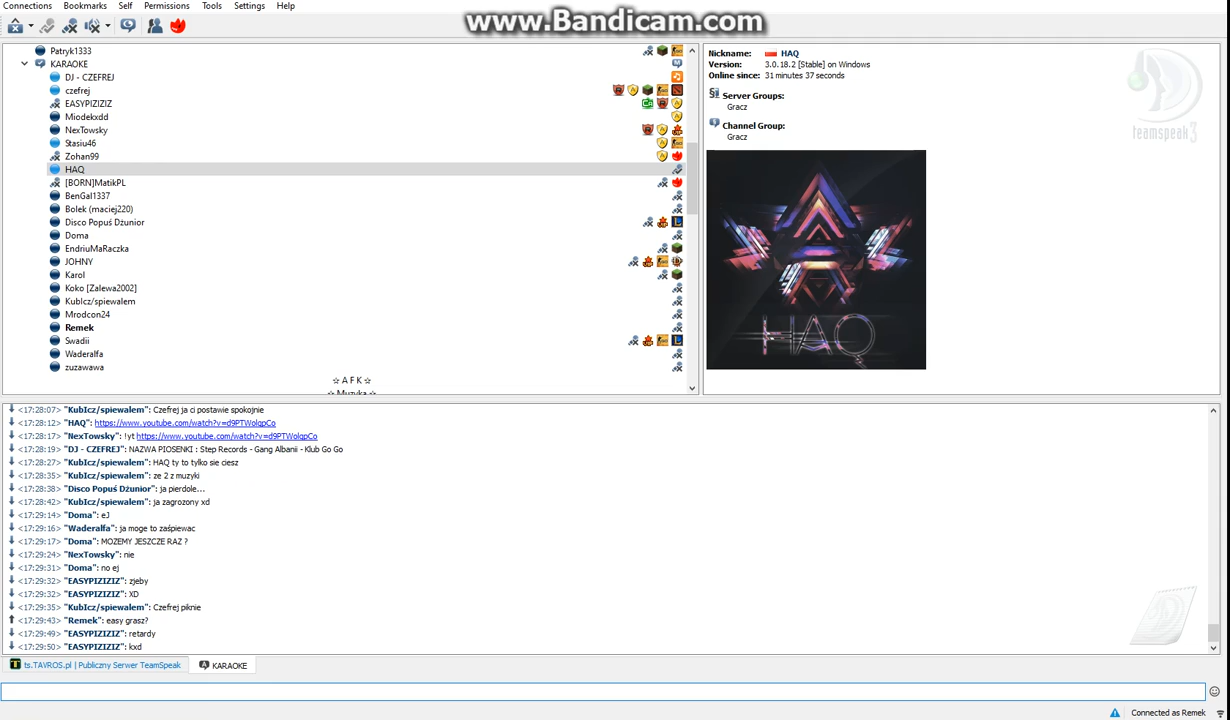 Connections Bookmarks Self Permissions Tools Settings Help
www.Bandicam.com
Patryk1333
KARAOKE
DJ - CZEFREJ
czefrej
EASYPIZIZIZ
Miodekxdd
NexTowsky
Stasiu46
Zohan99
HAQ
[BORN]MatikPL
BenGal1337
Bolek (maciej220)
Disco Popuś Dżunior
Doma
EndriuMaRaczka
JOHNY
Karol
Koko [Zalewa2002]
KubIcz/spiewalem
Mrodcon24
Remek
Swadii
Waderalfa
zuzawawa
☆ A F K ☆
☆ Muzyka ☆
Nickname: HAQ
Version: 3.0.18.2 [Stable] on Windows
Online since: 31 minutes 37 seconds
Server Groups:
Gracz
Channel Group:
Gracz
HAQ
teamspeak3
<17:28:07> "KubIcz/spiewalem": Czefrej ja ci postawie spokojnie
<17:28:12> "HAQ": https://www.youtube.com/watch?v=d9PTWolqpCo
<17:28:17> "NexTowsky": !yt https://www.youtube.com/watch?v=d9PTWolqpCo
<17:28:19> "DJ - CZEFREJ": NAZWA PIOSENKI : Step Records - Gang Albanii - Klub Go Go
<17:28:27> "KubIcz/spiewalem": HAQ ty to tylko sie ciesz
<17:28:35> "KubIcz/spiewalem": ze 2 z muzyki
<17:28:38> "Disco Popuś Dżunior": ja pierdole...
<17:28:42> "KubIcz/spiewalem": ja zagrozony xd
<17:29:14> "Doma": eJ
<17:29:16> "Waderalfa": ja moge to zaśpiewac
<17:29:17> "Doma": MOZEMY JESZCZE RAZ ?
<17:29:24> "NexTowsky": nie
<17:29:31> "Doma": no ej
<17:29:32> "EASYPIZIZIZ": zjeby
<17:29:32> "EASYPIZIZIZ": XD
<17:29:35> "KubIcz/spiewalem": Czefrej piknie
<17:29:43> "Remek": easy grasz?
<17:29:49> "EASYPIZIZIZ": retardy
<17:29:50> "EASYPIZIZIZ": kxd
ts.TAVROS.pl | Publiczny Serwer TeamSpeak KARAOKE
Connected as Remek